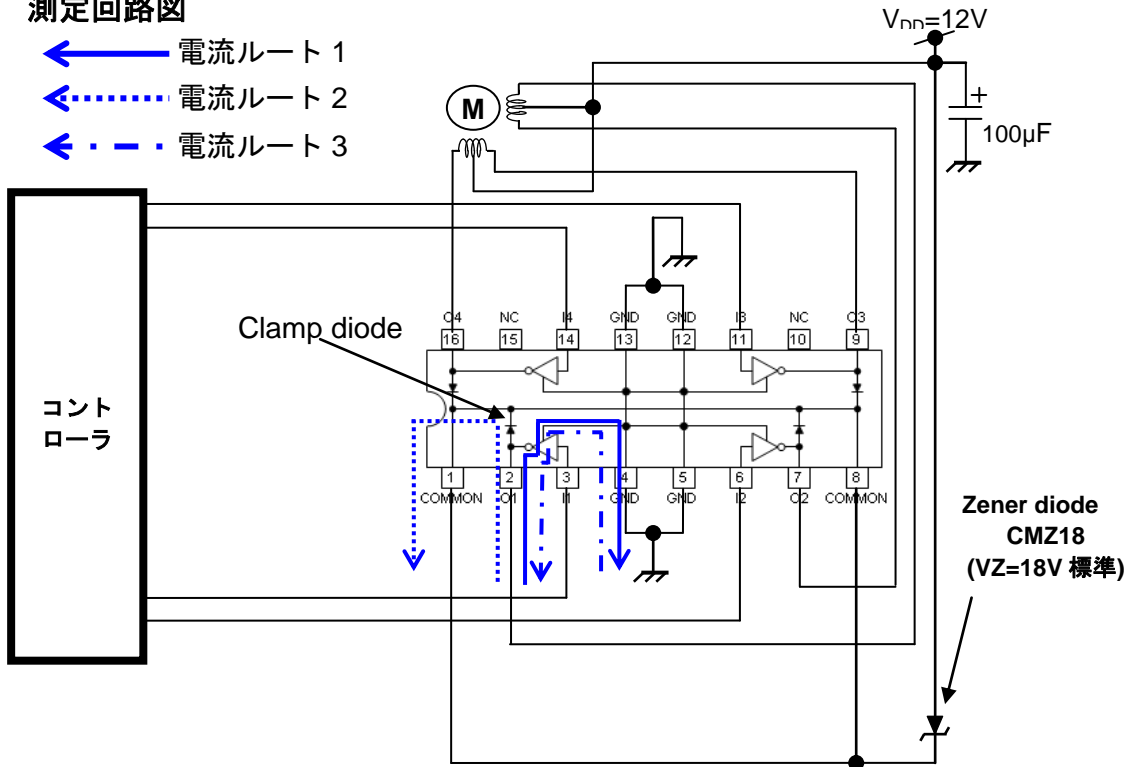 測定回路図
電流ルート 1
電流ルート 2
電流ルート 3
VDD=12V
M
+
100μF
コント
ローラ
Clamp diode
O4 NC I4 GND GND I3 NC O3
16 15 14 13 12 11 10 9
1 2 3 4 5 6 7 8
COMMON O1 I1 GND GND I2 O2 COMMON
Zener diode
CMZ18
(VZ=18V 標準)